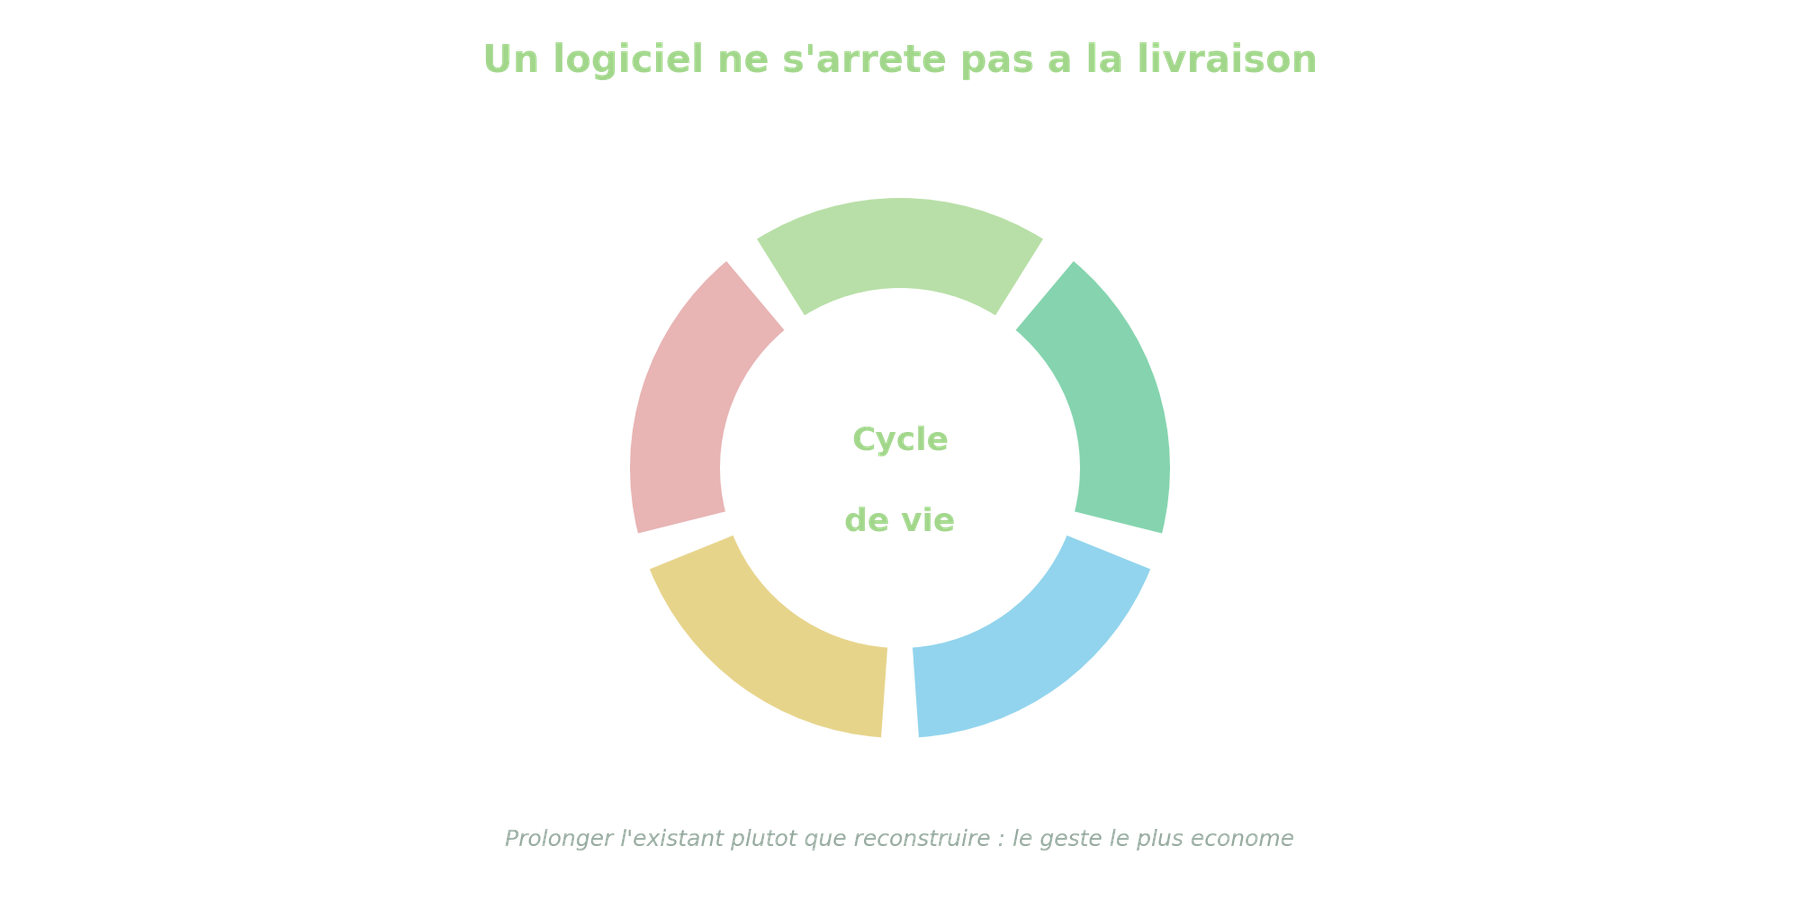 Un logiciel ne s'arrete pas a la livraison
Cycle
de vie
Prolonger l'existant plutot que reconstruire : le geste le plus econome